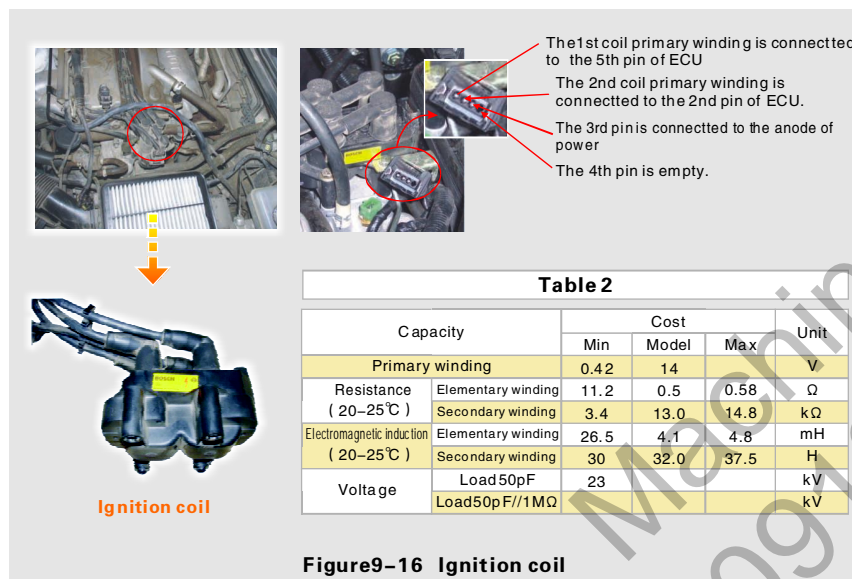 The1st coil primary winding is connectted
to the 5th pin of ECU
The 2nd coil primary winding is
connectted to the 2nd pin of ECU.
The 3rd pin is connectted to the anode of
power
The 4th pin is empty.
BOSCH
Ignition coil
Table 2
Capacity Cost Unit
Min Model Max
Primary winding 0.42 14 V
Resistance
(20-25℃) Elementary winding 11.2 0.5 0.58 Ω
Secondary winding 3.4 13.0 14.8 kΩ
Electromagnetic induction
(20-25℃) Elementary winding 26.5 4.1 4.8 mH
Secondary winding 30 32.0 37.5 H
Voltage Load50pF 23 kV
Load50pF//1MΩ kV
Figure9-16 Ignition coil
Machin
091